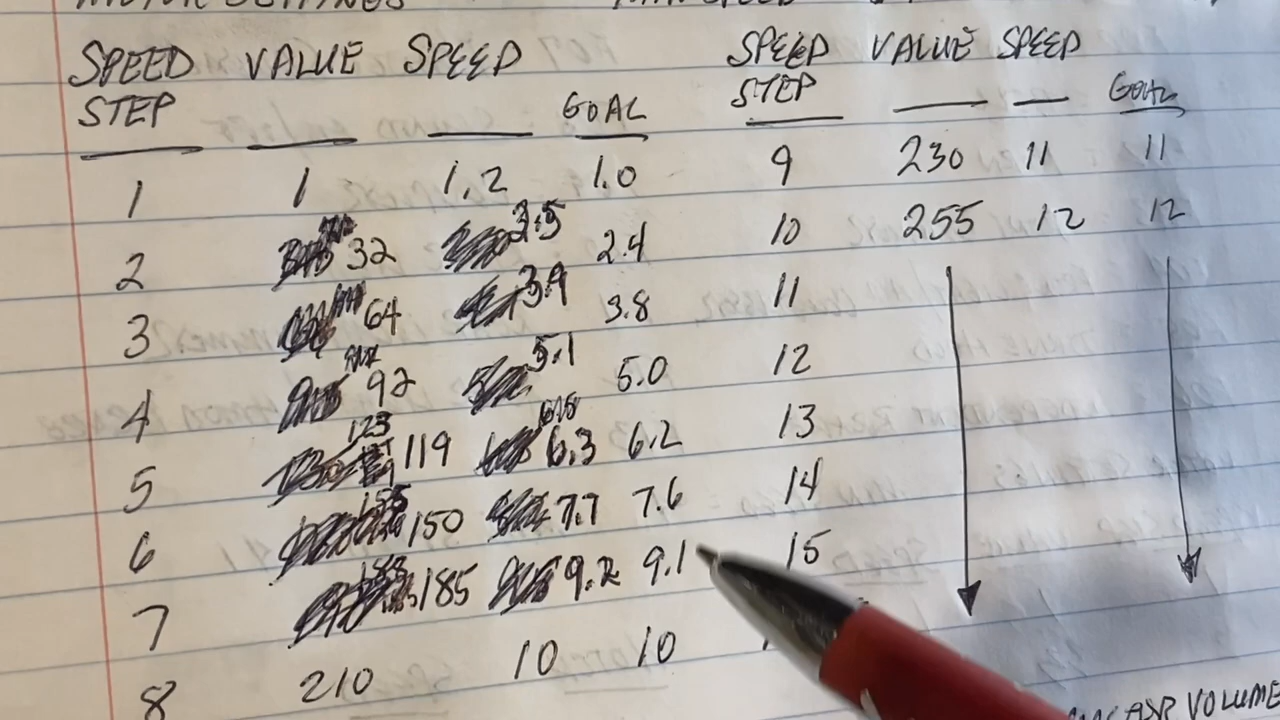 SPEED VALUE SPEED SPEED VALUE SPEED
STEP GOAL STEP GOAL
1 1 1.2 1.0 9 230 11 11
2 32 2.4 10 255 12 12
3 64 3.9 3.8 11
4 92 5.1 5.0 12
5 123 119 6.3 6.2 13
6 150 7.7 7.6 14
7 185 9.2 9.1 15
8 210 10 10
VOLUME